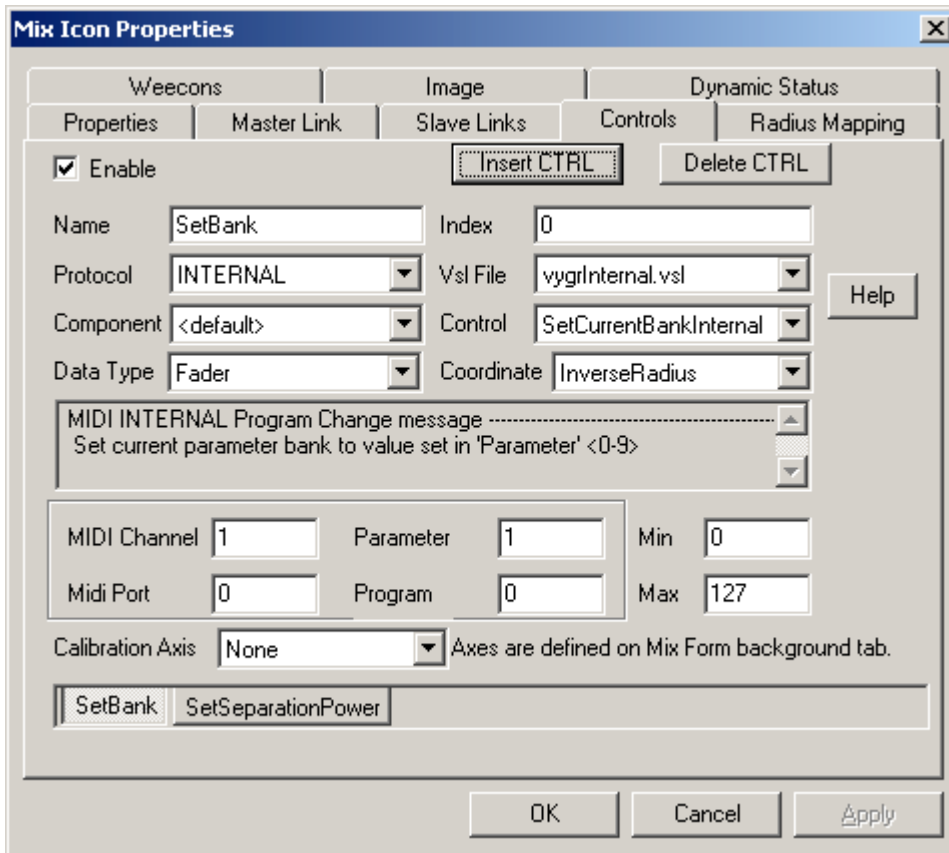 Mix Icon Properties
Weecons Image Dynamic Status
Properties Master Link Slave Links Controls Radius Mapping
Enable Insert CTRL Delete CTRL
Name SetBank Index 0
Protocol INTERNAL Vsl File vygrInternal.vsl
Help
Component <default> Control SetCurrentBankInternal
Data Type Fader Coordinate InverseRadius
MIDI INTERNAL Program Change message --------------------------------------------------
Set current parameter bank to value set in 'Parameter' <0-9>
MIDI Channel 1 Parameter 1 Min 0
Midi Port 0 Program 0 Max 127
Calibration Axis None Axes are defined on Mix Form background tab.
SetBank SetSeparationPower
OK Cancel Apply